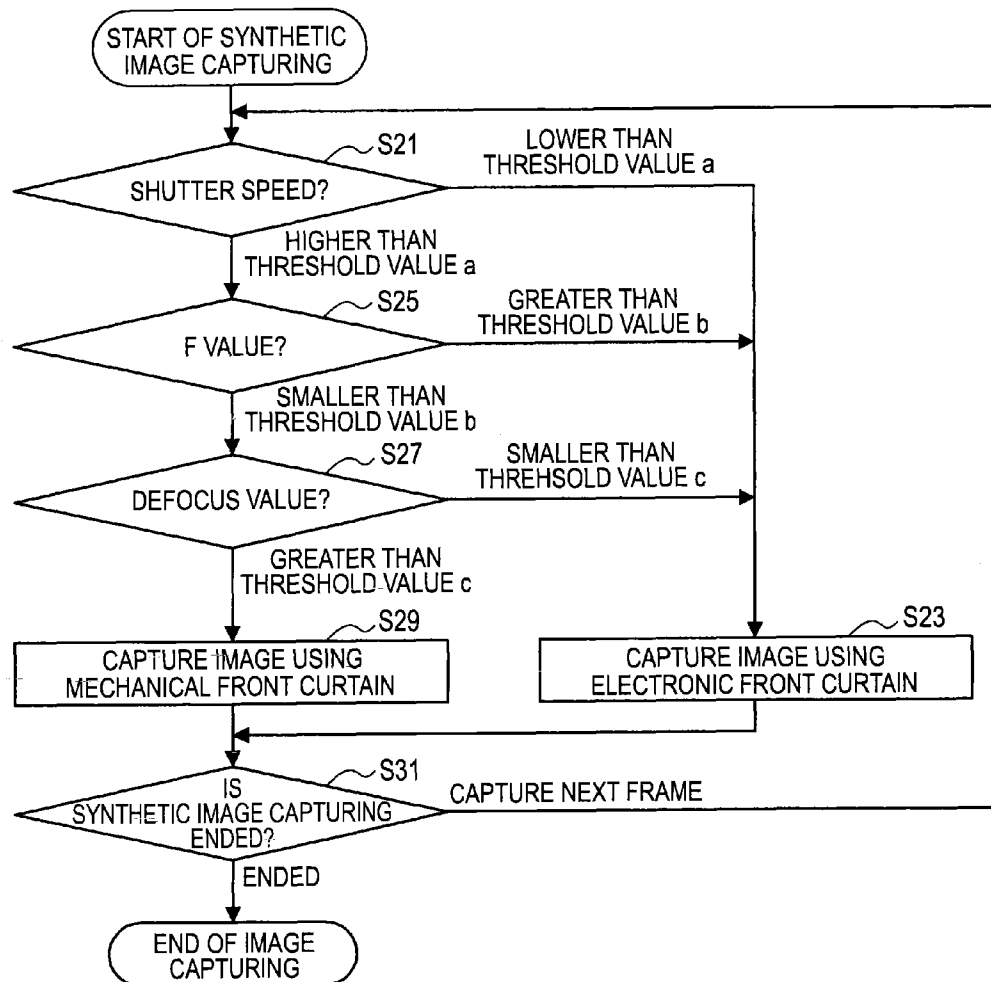 START OF SYNTHETIC
IMAGE CAPTURING
S21
SHUTTER SPEED?
LOWER THAN
THRESHOLD VALUE a
HIGHER THAN
THRESHOLD VALUE a
S25
F VALUE?
GREATER THAN
THRESHOLD VALUE b
SMALLER THAN
THRESHOLD VALUE b
S27
DEFOCUS VALUE?
SMALLER THAN
THREHSOLD VALUE c
GREATER THAN
THRESHOLD VALUE c
S29
CAPTURE IMAGE USING
MECHANICAL FRONT CURTAIN
S23
CAPTURE IMAGE USING
ELECTRONIC FRONT CURTAIN
S31
IS
SYNTHETIC IMAGE CAPTURING
ENDED?
CAPTURE NEXT FRAME
ENDED
END OF IMAGE
CAPTURING